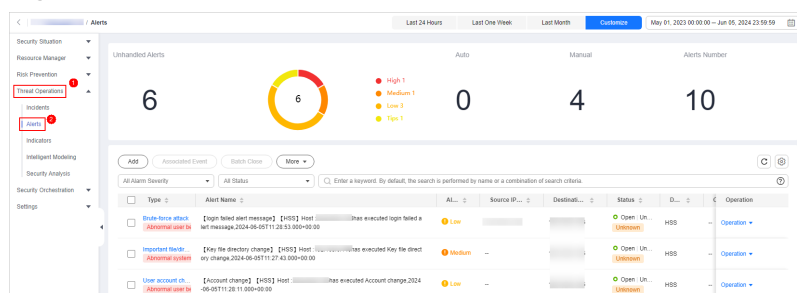 / Alerts
Last 24 Hours
Last One Week
Last Month
Customize
May 01, 2023 00:00:00 – Jun 05, 2024 23:59:59
Security Situation
Resource Manager
Risk Prevention
Threat Operations
1
Incidents
Alerts
2
Indicators
Intelligent Modeling
Security Analysis
Security Orchestration
Settings
Unhandled Alerts
Auto
Manual
Alerts Number
6
6
High 1
Medium 1
Low 3
Tips 1
0
4
10
Add
Associated Event
Batch Close
More
All Alarm Severity
All Status
Enter a keyword. By default, the search is performed by name or a combination of search criteria.
Type
Alert Name
Al...
Source IP...
Destinati...
Status
D...
Operation
Brute-force attack
Abnormal user be
【login failed alert message】【HSS】Host
has executed login failed a
lert message,2024-06-05T11:28:53.000+00:00
Low
Open
Un...
Unknown
HSS
--
Operation
Important file/dir...
Abnormal system
【Key file directory change】【HSS】Host
has executed Key file direct
ory change,2024-06-05T11:27:43.000+00:00
Medium
--
Open
Un...
Unknown
HSS
--
Operation
User account ch...
Abnormal user be
【Account change】【HSS】Host
has executed Account change,2024
-06-05T11:28:11.000+00:00
Low
--
Open
Un...
Unknown
HSS
--
Operation